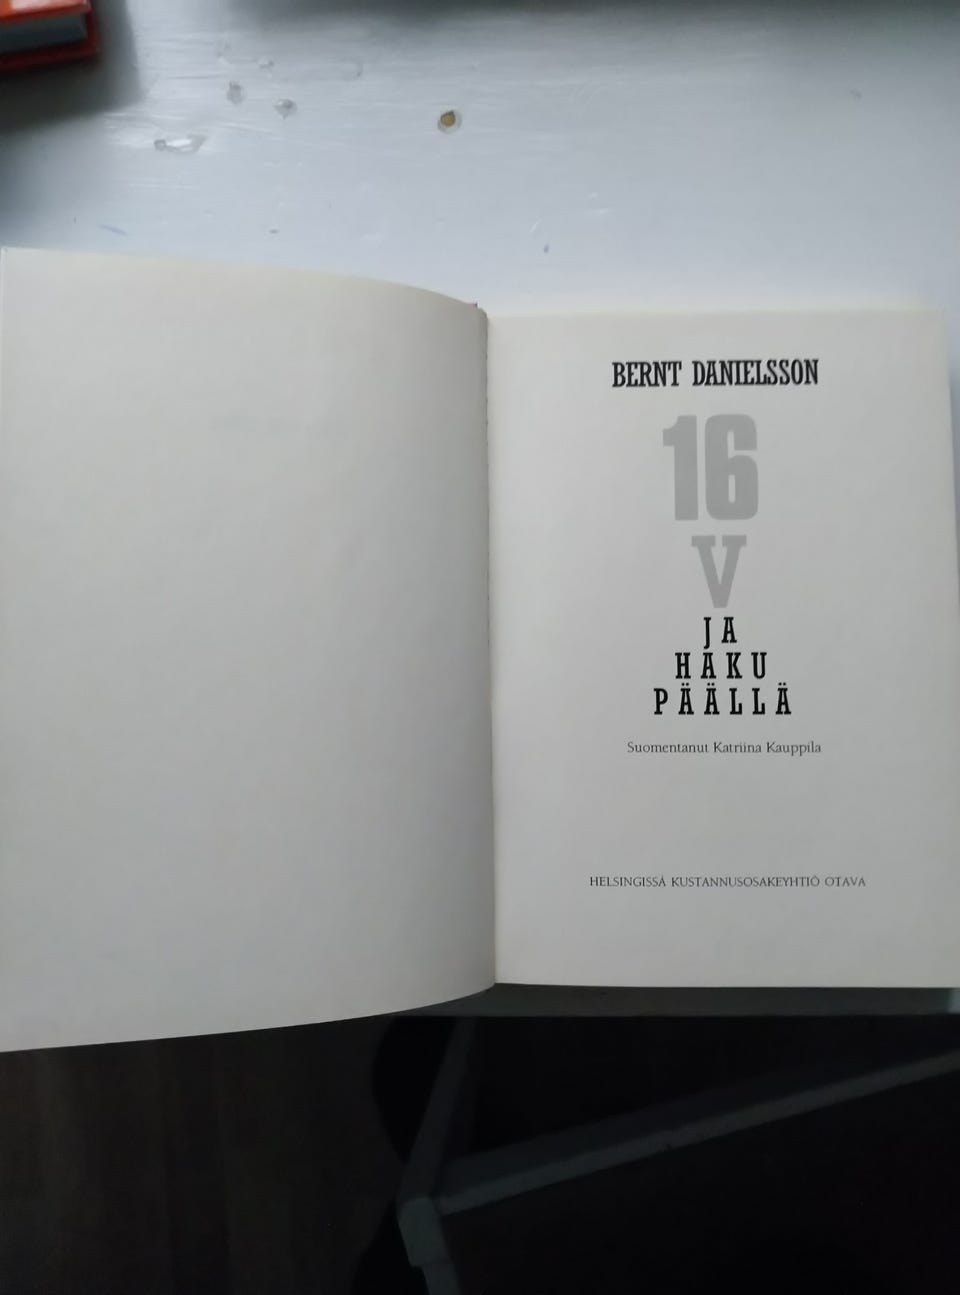 BERNT DANIELSSON
16
V
JA
HAKU
PÄÄLLÄ
Suomentanut Katriina Kauppila
HELSINGISSÄ KUSTANNUSOSAKEYHTIÖ OTAVA